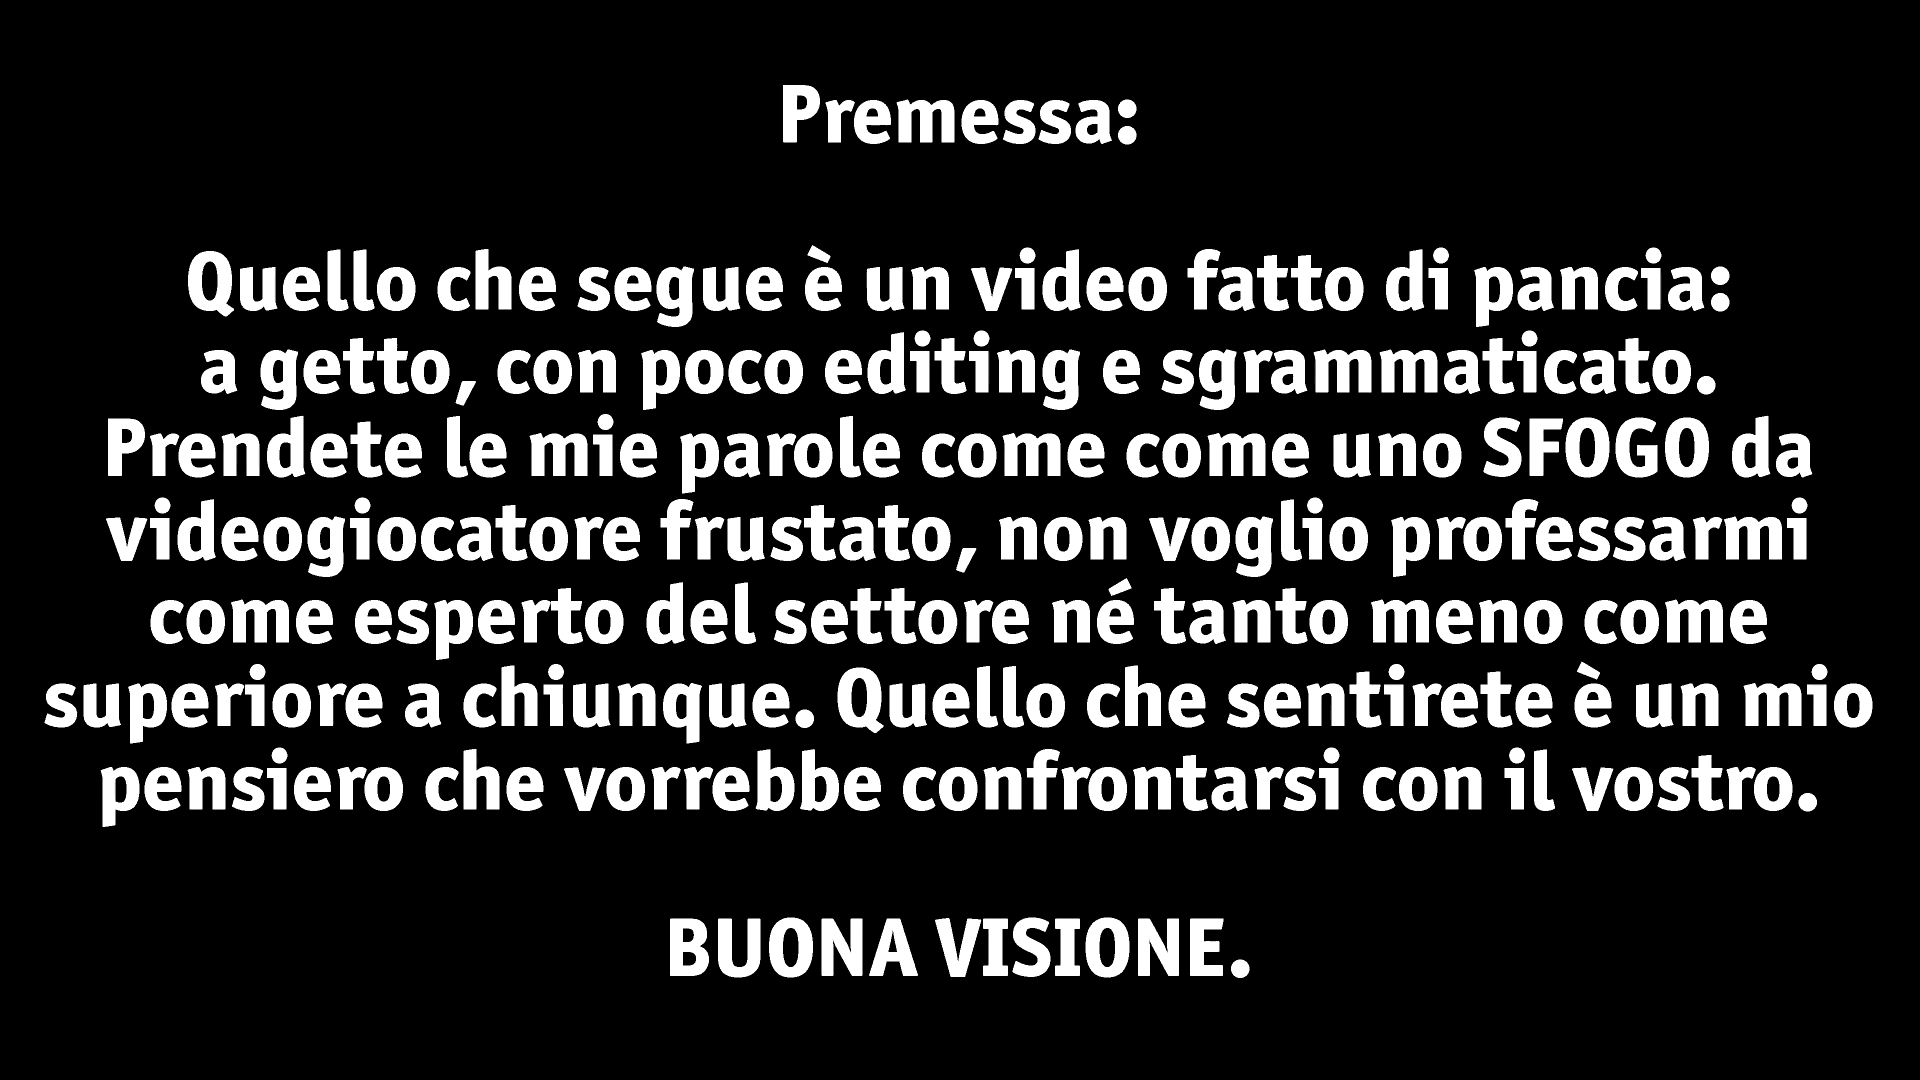 Premessa:
Quello che segue è un video fatto di pancia:
a getto, con poco editing e sgrammaticato.
Prendete le mie parole come come uno SFOGO da
videogiocatore frustato, non voglio professarmi
come esperto del settore né tanto meno come
superiore a chiunque. Quello che sentirete è un mio
pensiero che vorrebbe confrontarsi con il vostro.
BUONA VISIONE.